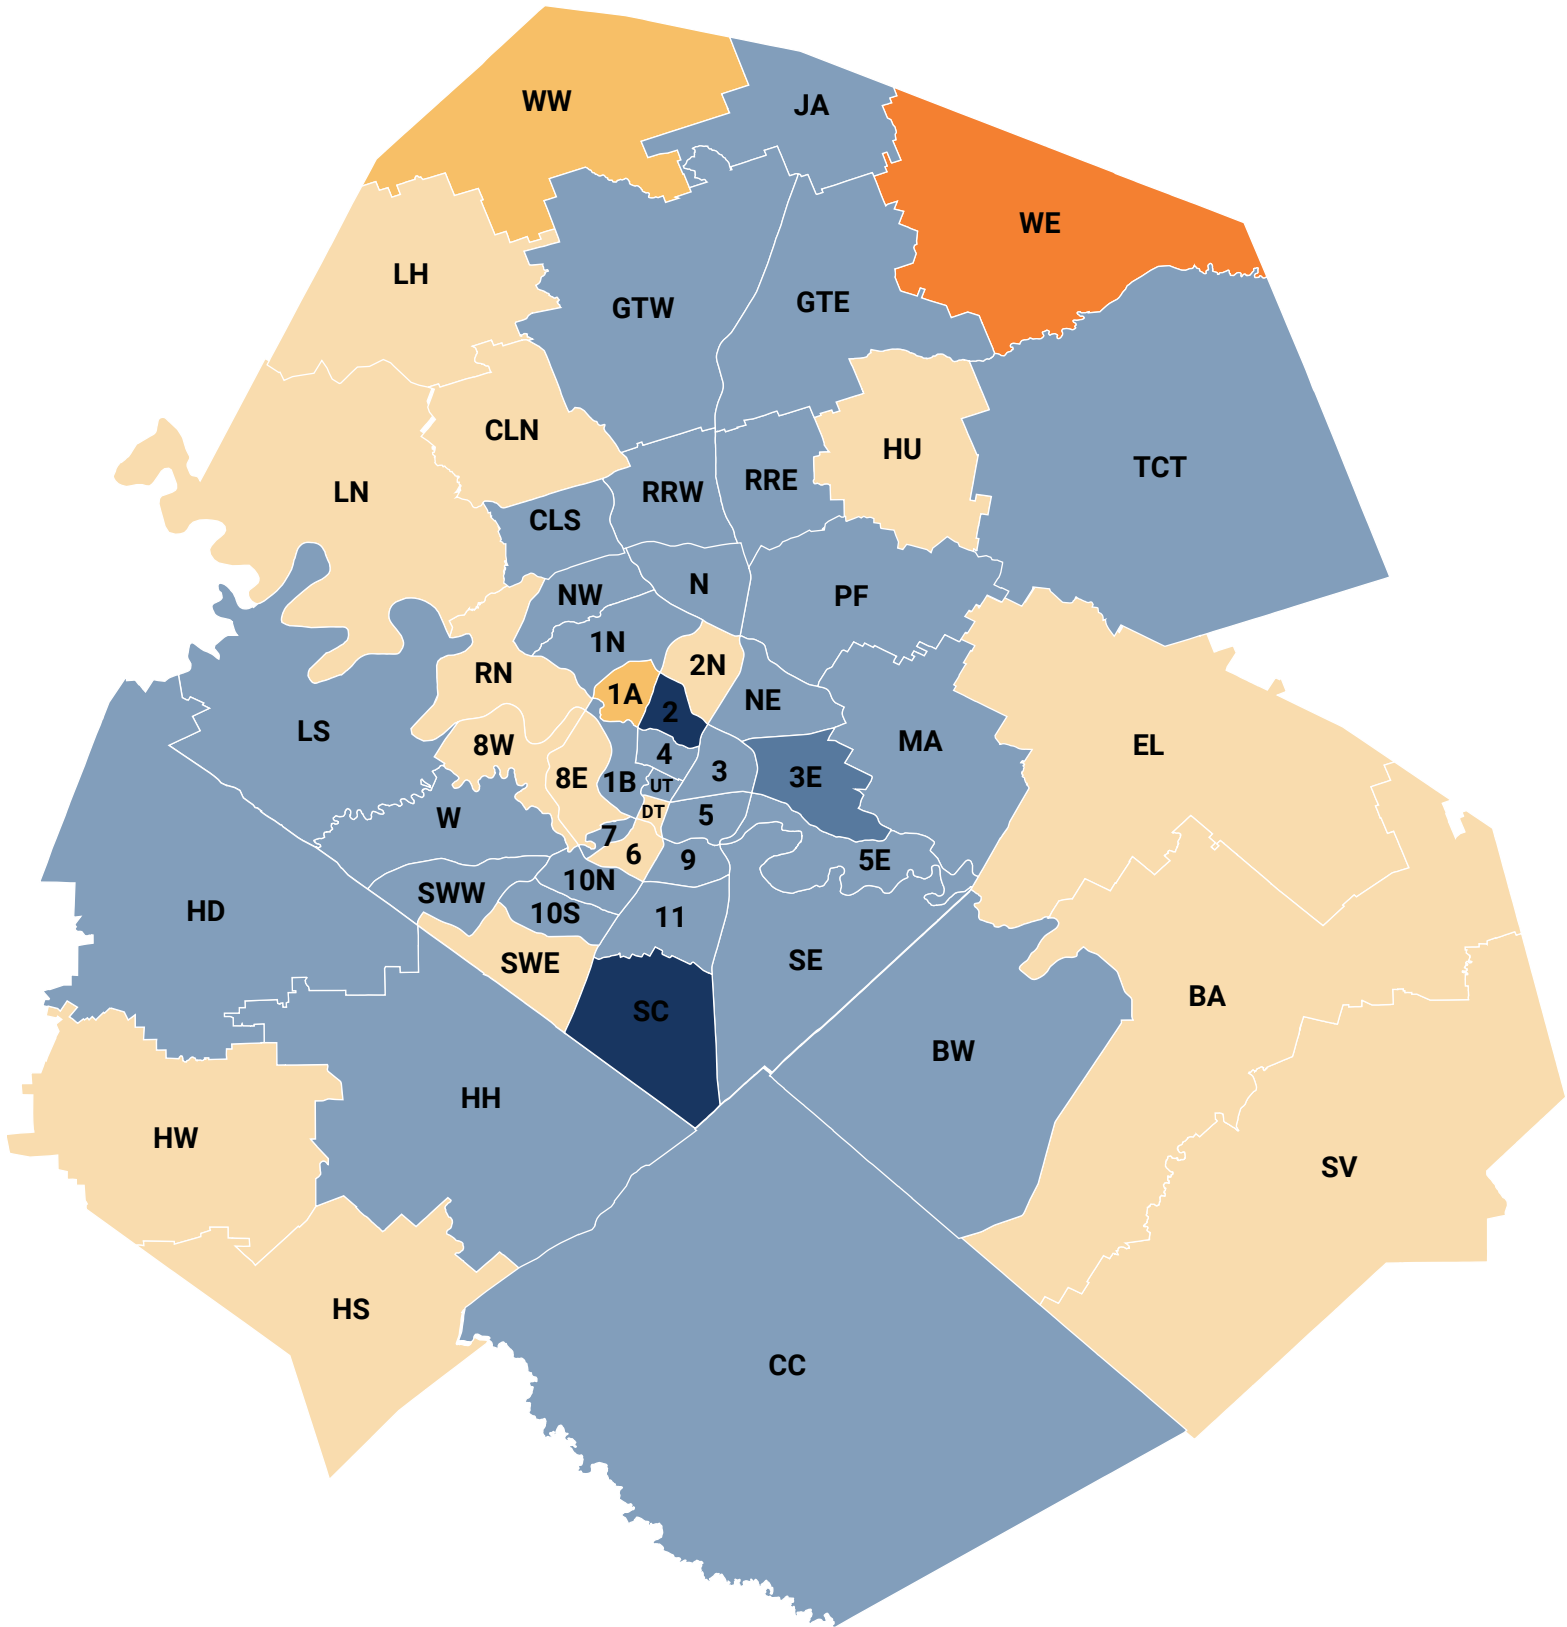 WW
JA
WE
LH
GTW
GTE
CLN
HU
TCT
LN
RRW
RRE
CLS
N
NW
PF
1N
2N
RN
1A
2
NE
LS
8W
MA
EL
4
3
3E
8E
1B
UT
DT
5
W
7
6
9
5E
10N
SWW
HD
10S
11
SWE
SE
SC
BA
BW
HH
HW
SV
HS
CC